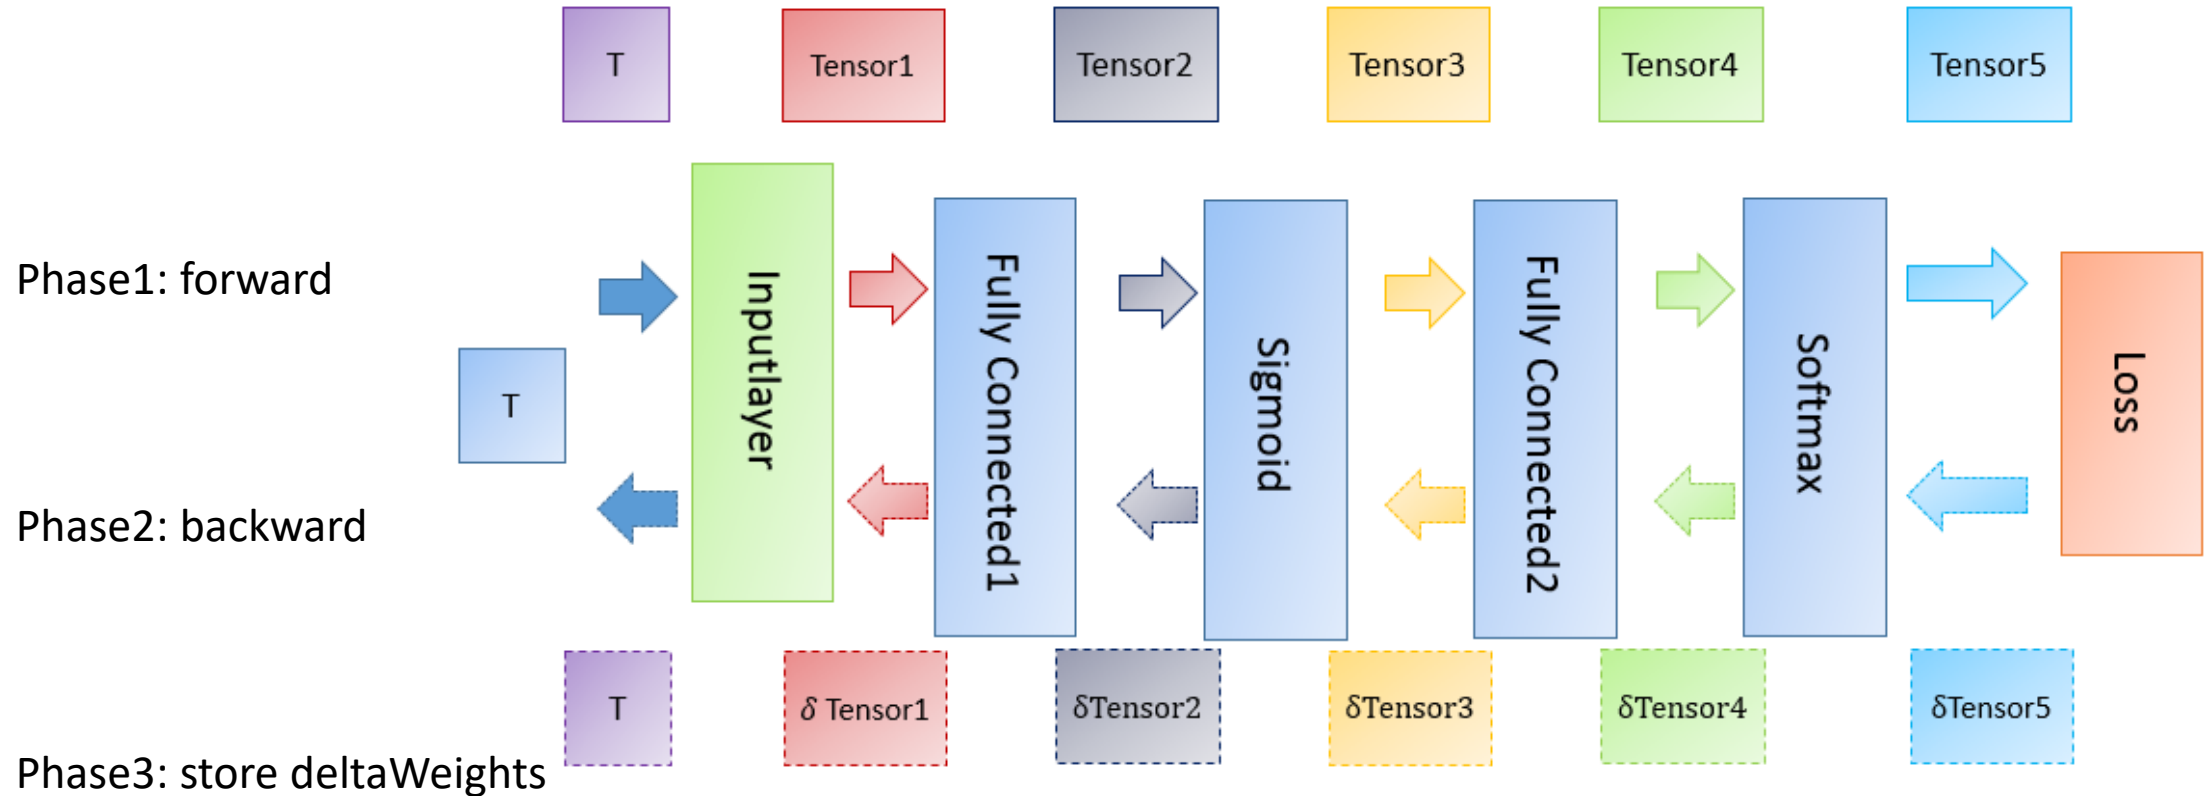 T
Tensor1
Tensor2
Tensor3
Tensor4
Tensor5
Phase1: forward
T
Inputlayer
Fully Connected1
Sigmoid
Fully Connected2
Softmax
Loss
Phase2: backward
T
δ Tensor1
δTensor2
δTensor3
δTensor4
δTensor5
Phase3: store deltaWeights